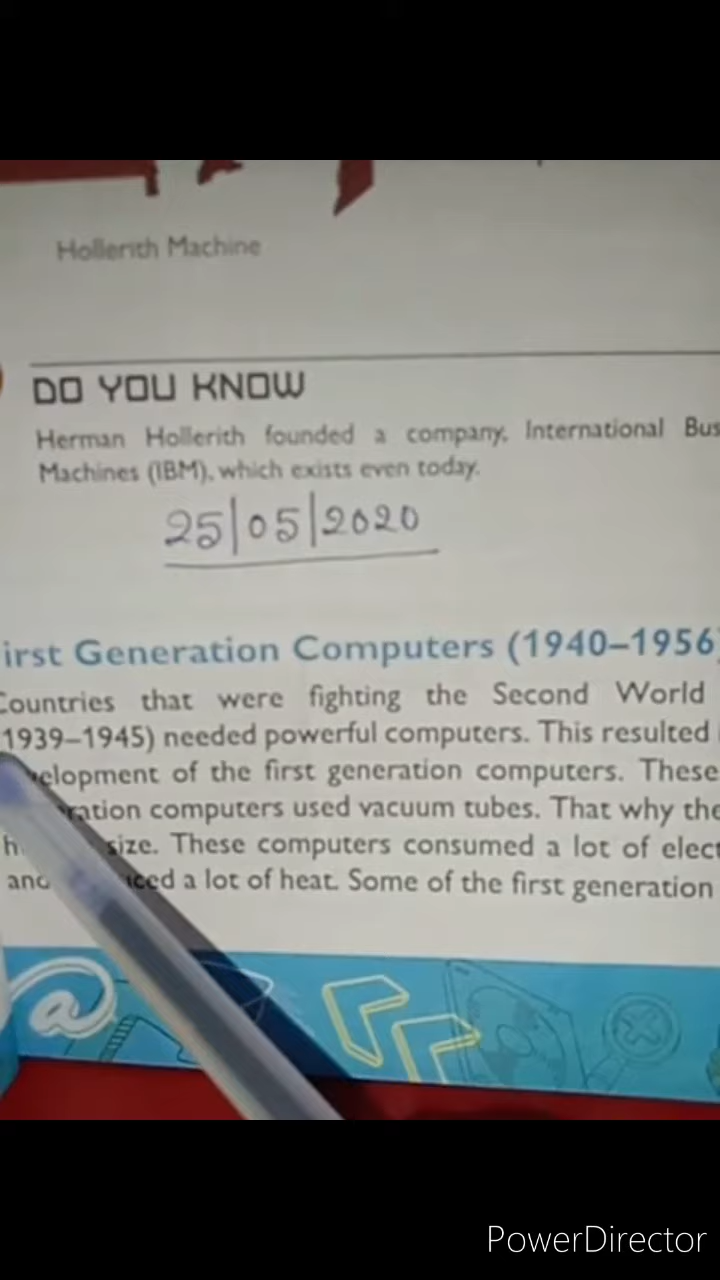 Hollerith Machine
DO YOU KNOW
Herman Hollerith founded a company, International Bus
Machines (IBM), which exists even today.
25|05|2020
irst Generation Computers (1940–1956)
Countries that were fighting the Second World
1939–1945) needed powerful computers. This resulted
elopment of the first generation computers. These
ration computers used vacuum tubes. That why the
h size. These computers consumed a lot of elect
and ced a lot of heat. Some of the first generation
@
PowerDirector